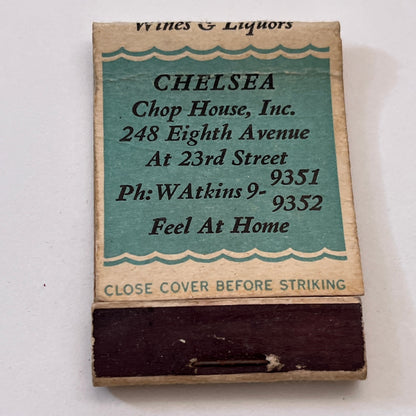 Wines & Liquors
CHELSEA
Chop House, Inc.
248 Eighth Avenue
At 23rd Street
Ph: WAtkins 9- 9351
9352
Feel At Home
CLOSE COVER BEFORE STRIKING